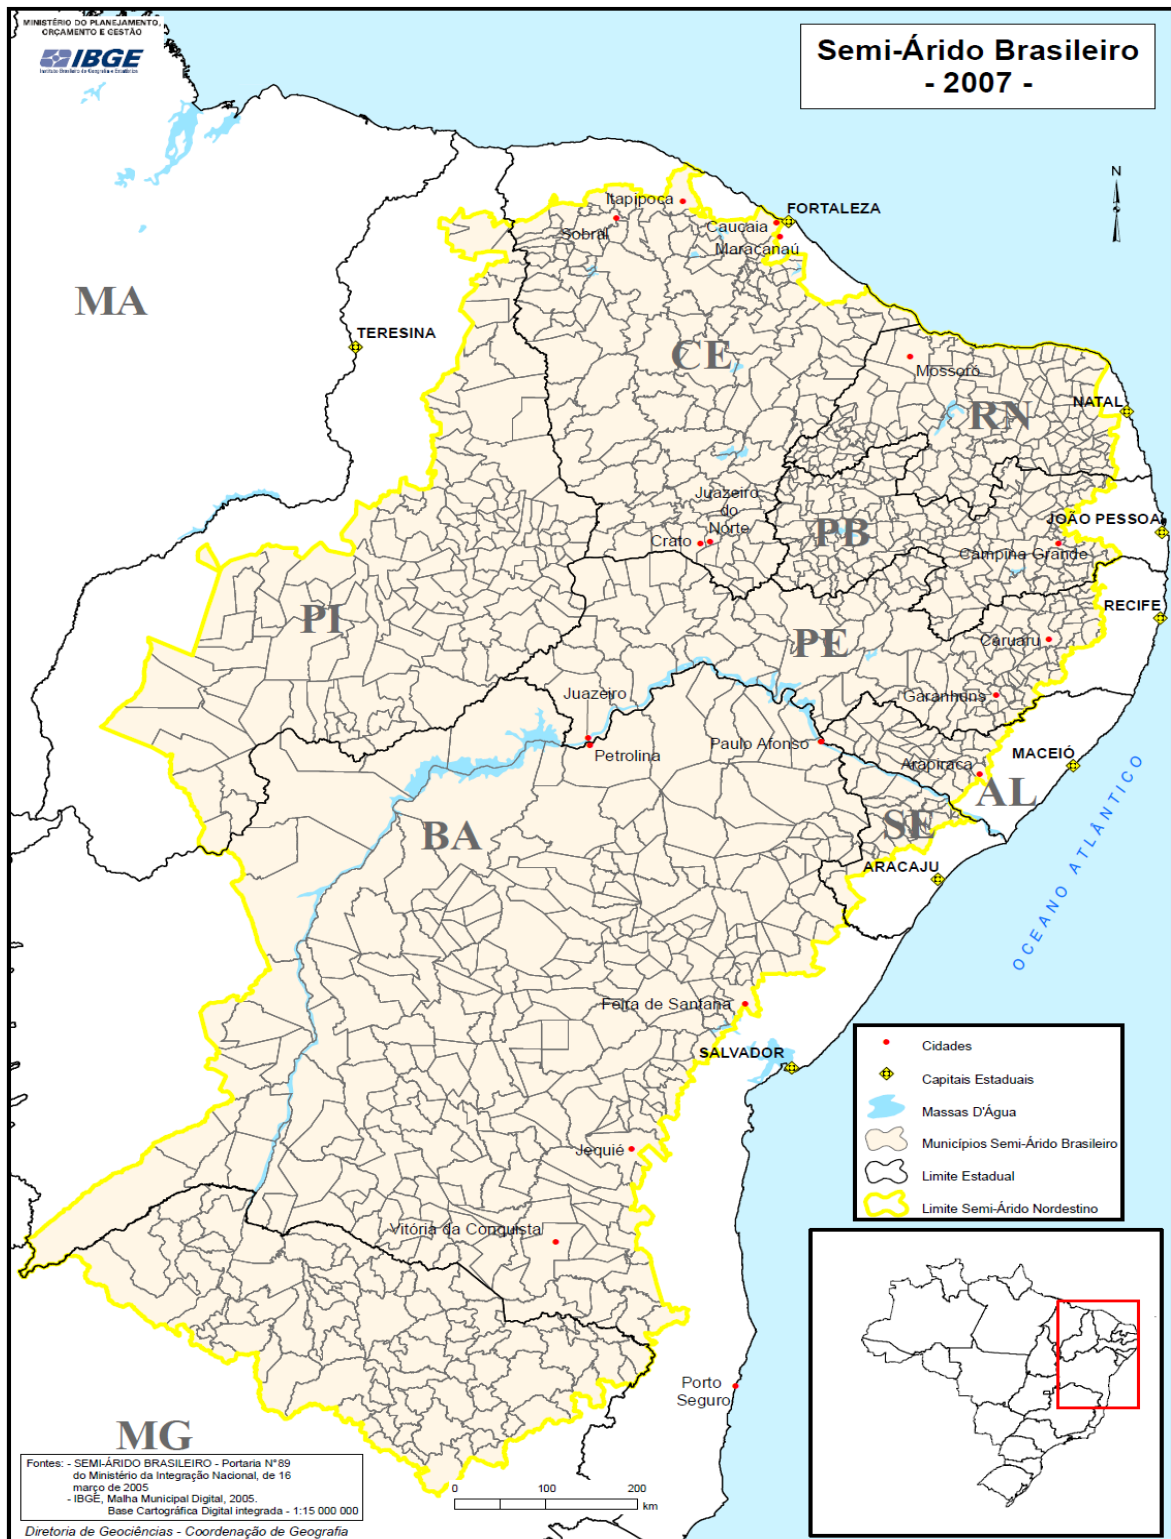 MINISTÉRIO DO PLANEJAMENTO,
ORÇAMENTO E GESTÃO
IBGE
Instituto Brasileiro de Geografia e Estatística
Semi-Árido Brasileiro
- 2007 -
N
Itapipoca
FORTALEZA
Sobral
Caucaia
Maracanaú
MA
TERESINA
CE
Mossoró
RN
NATAL
Juazeiro
do
Norte
Crato
PB
JOÃO PESSOA
Campina Grande
PI
RECIFE
PE
Caruaru
Juazeiro
Garanhuns
Petrolina
Paulo Afonso
MACEIÓ
Arapiraca
AL
BA
SE
ARACAJU
OCEANO ATLÂNTICO
Feira de Santana
SALVADOR
Cidades
Capitais Estaduais
Massas D'Água
Municípios Semi-Árido Brasileiro
Limite Estadual
Limite Semi-Árido Nordestino
Jequié
Vitória da Conquista
Porto
Seguro
MG
Fontes: - SEMI-ÁRIDO BRASILEIRO - Portaria N°89
do Ministério da Integração Nacional, de 16
março de 2005
- IBGE, Malha Municipal Digital, 2005.
Base Cartográfica Digital integrada - 1:15 000 000
0 100 200
km
Diretoria de Geociências - Coordenação de Geografia